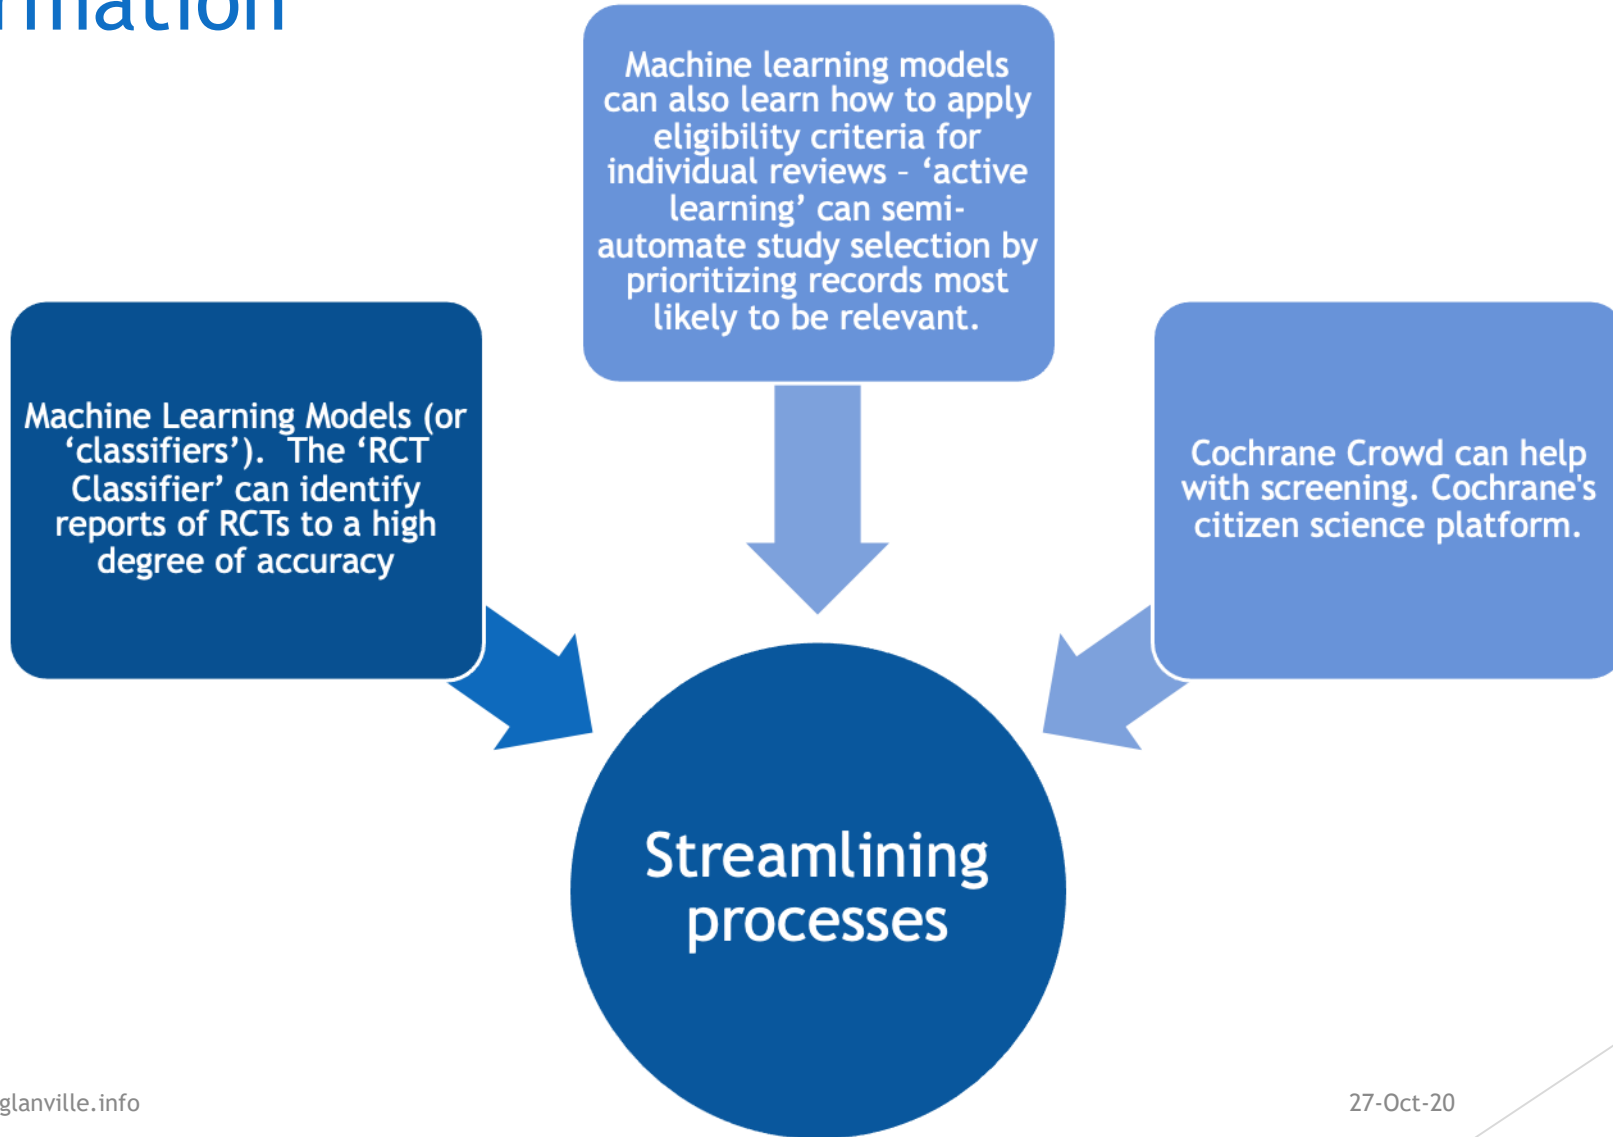 rmation
Machine learning models
can also learn how to apply
eligibility criteria for
individual reviews – ‘active
learning’ can semi-
automate study selection by
prioritizing records most
likely to be relevant.
Machine Learning Models (or
‘classifiers’).  The ‘RCT
Classifier’ can identify
reports of RCTs to a high
degree of accuracy
Cochrane Crowd can help
with screening. Cochrane's
citizen science platform.
Streamlining
processes
glanville.info
27-Oct-20